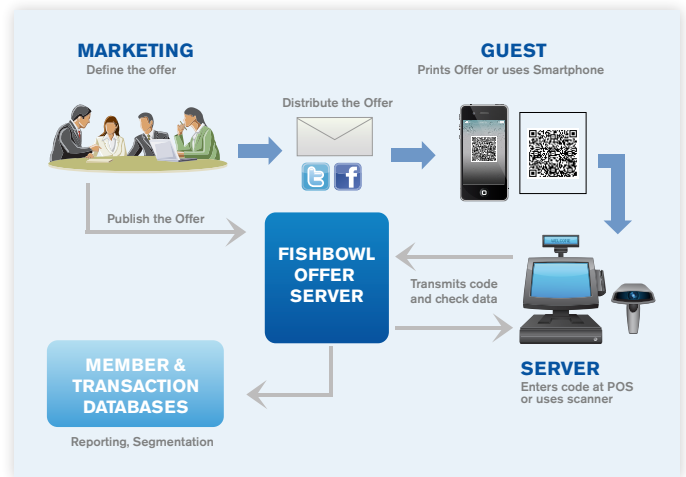 MARKETING
Define the offer
GUEST
Prints Offer or uses Smartphone
Distribute the Offer
Publish the Offer
FISHBOWL
OFFER
SERVER
WELCOME
Transmits code
and check data
SERVER
Enters code at POS
or uses scanner
MEMBER &
TRANSACTION
DATABASES
Reporting, Segmentation